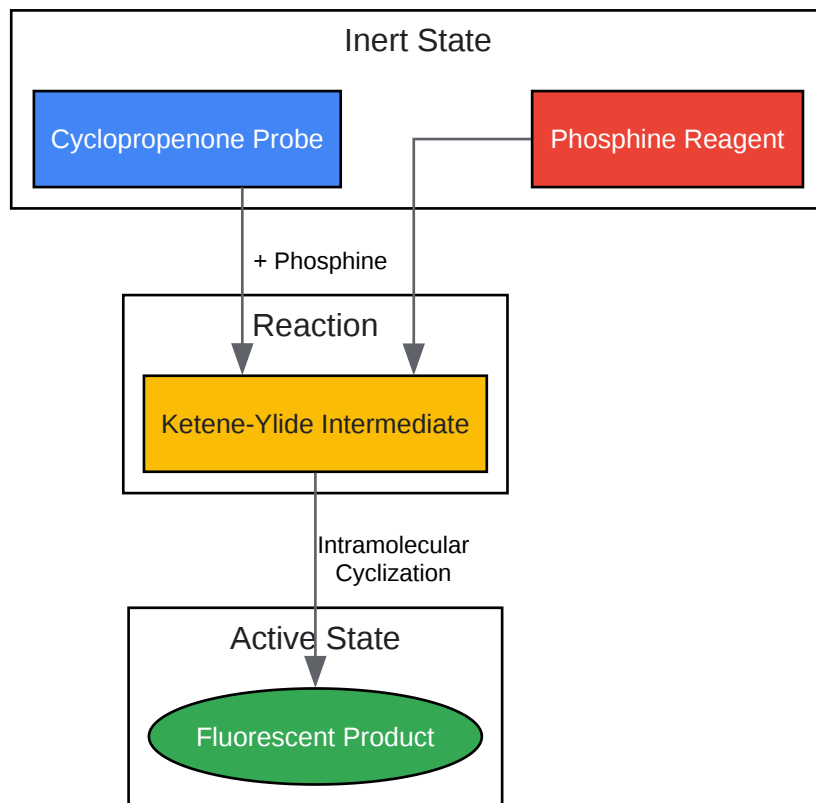 Inert State
Cyclopropenone Probe
Phosphine Reagent
+ Phosphine
Reaction
Ketene-Ylide Intermediate
Intramolecular
Cyclization
Active State
Fluorescent Product